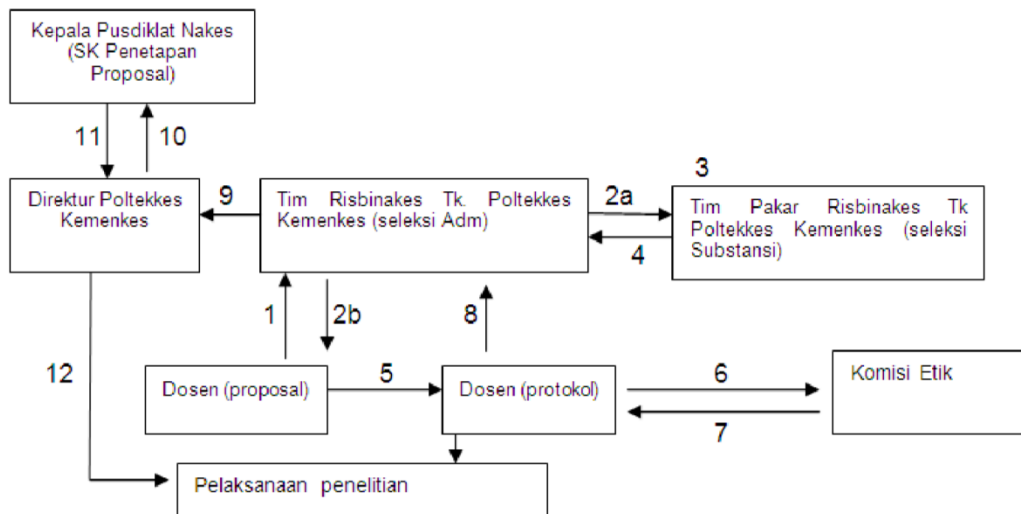 Kepala Pusdiklat Nakes
(SK Penetapan
Proposal)
11
10
3
Direktur Poltekkes
Kemenkes
9
Tim Risbinakes Tk. Poltekkes
Kemenkes (seleksi Adm)
2a
4
Tim Pakar Risbinakes Tk
Poltekkes Kemenkes (seleksi
Substansi)
1
2b
8
12
Dosen (proposal)
5
Dosen (protokol)
6
7
Komisi Etik
Pelaksanaan penelitian